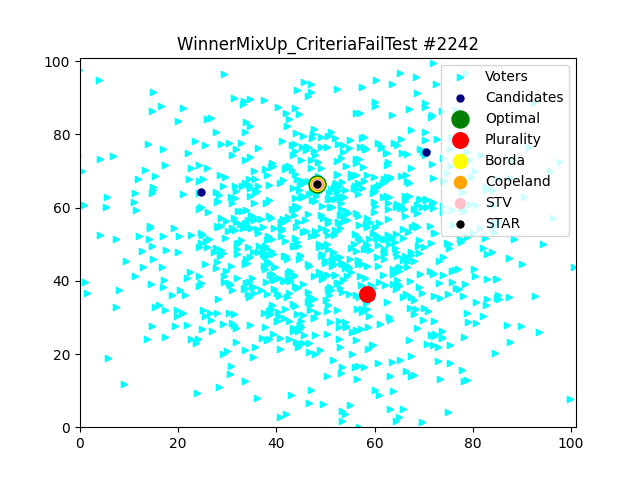 WinnerMixUp_CriteriaFailTest #2242
100
80
60
40
20
0
0
20
40
60
80
100
Voters
Candidates
Optimal
Plurality
Borda
Copeland
STV
STAR